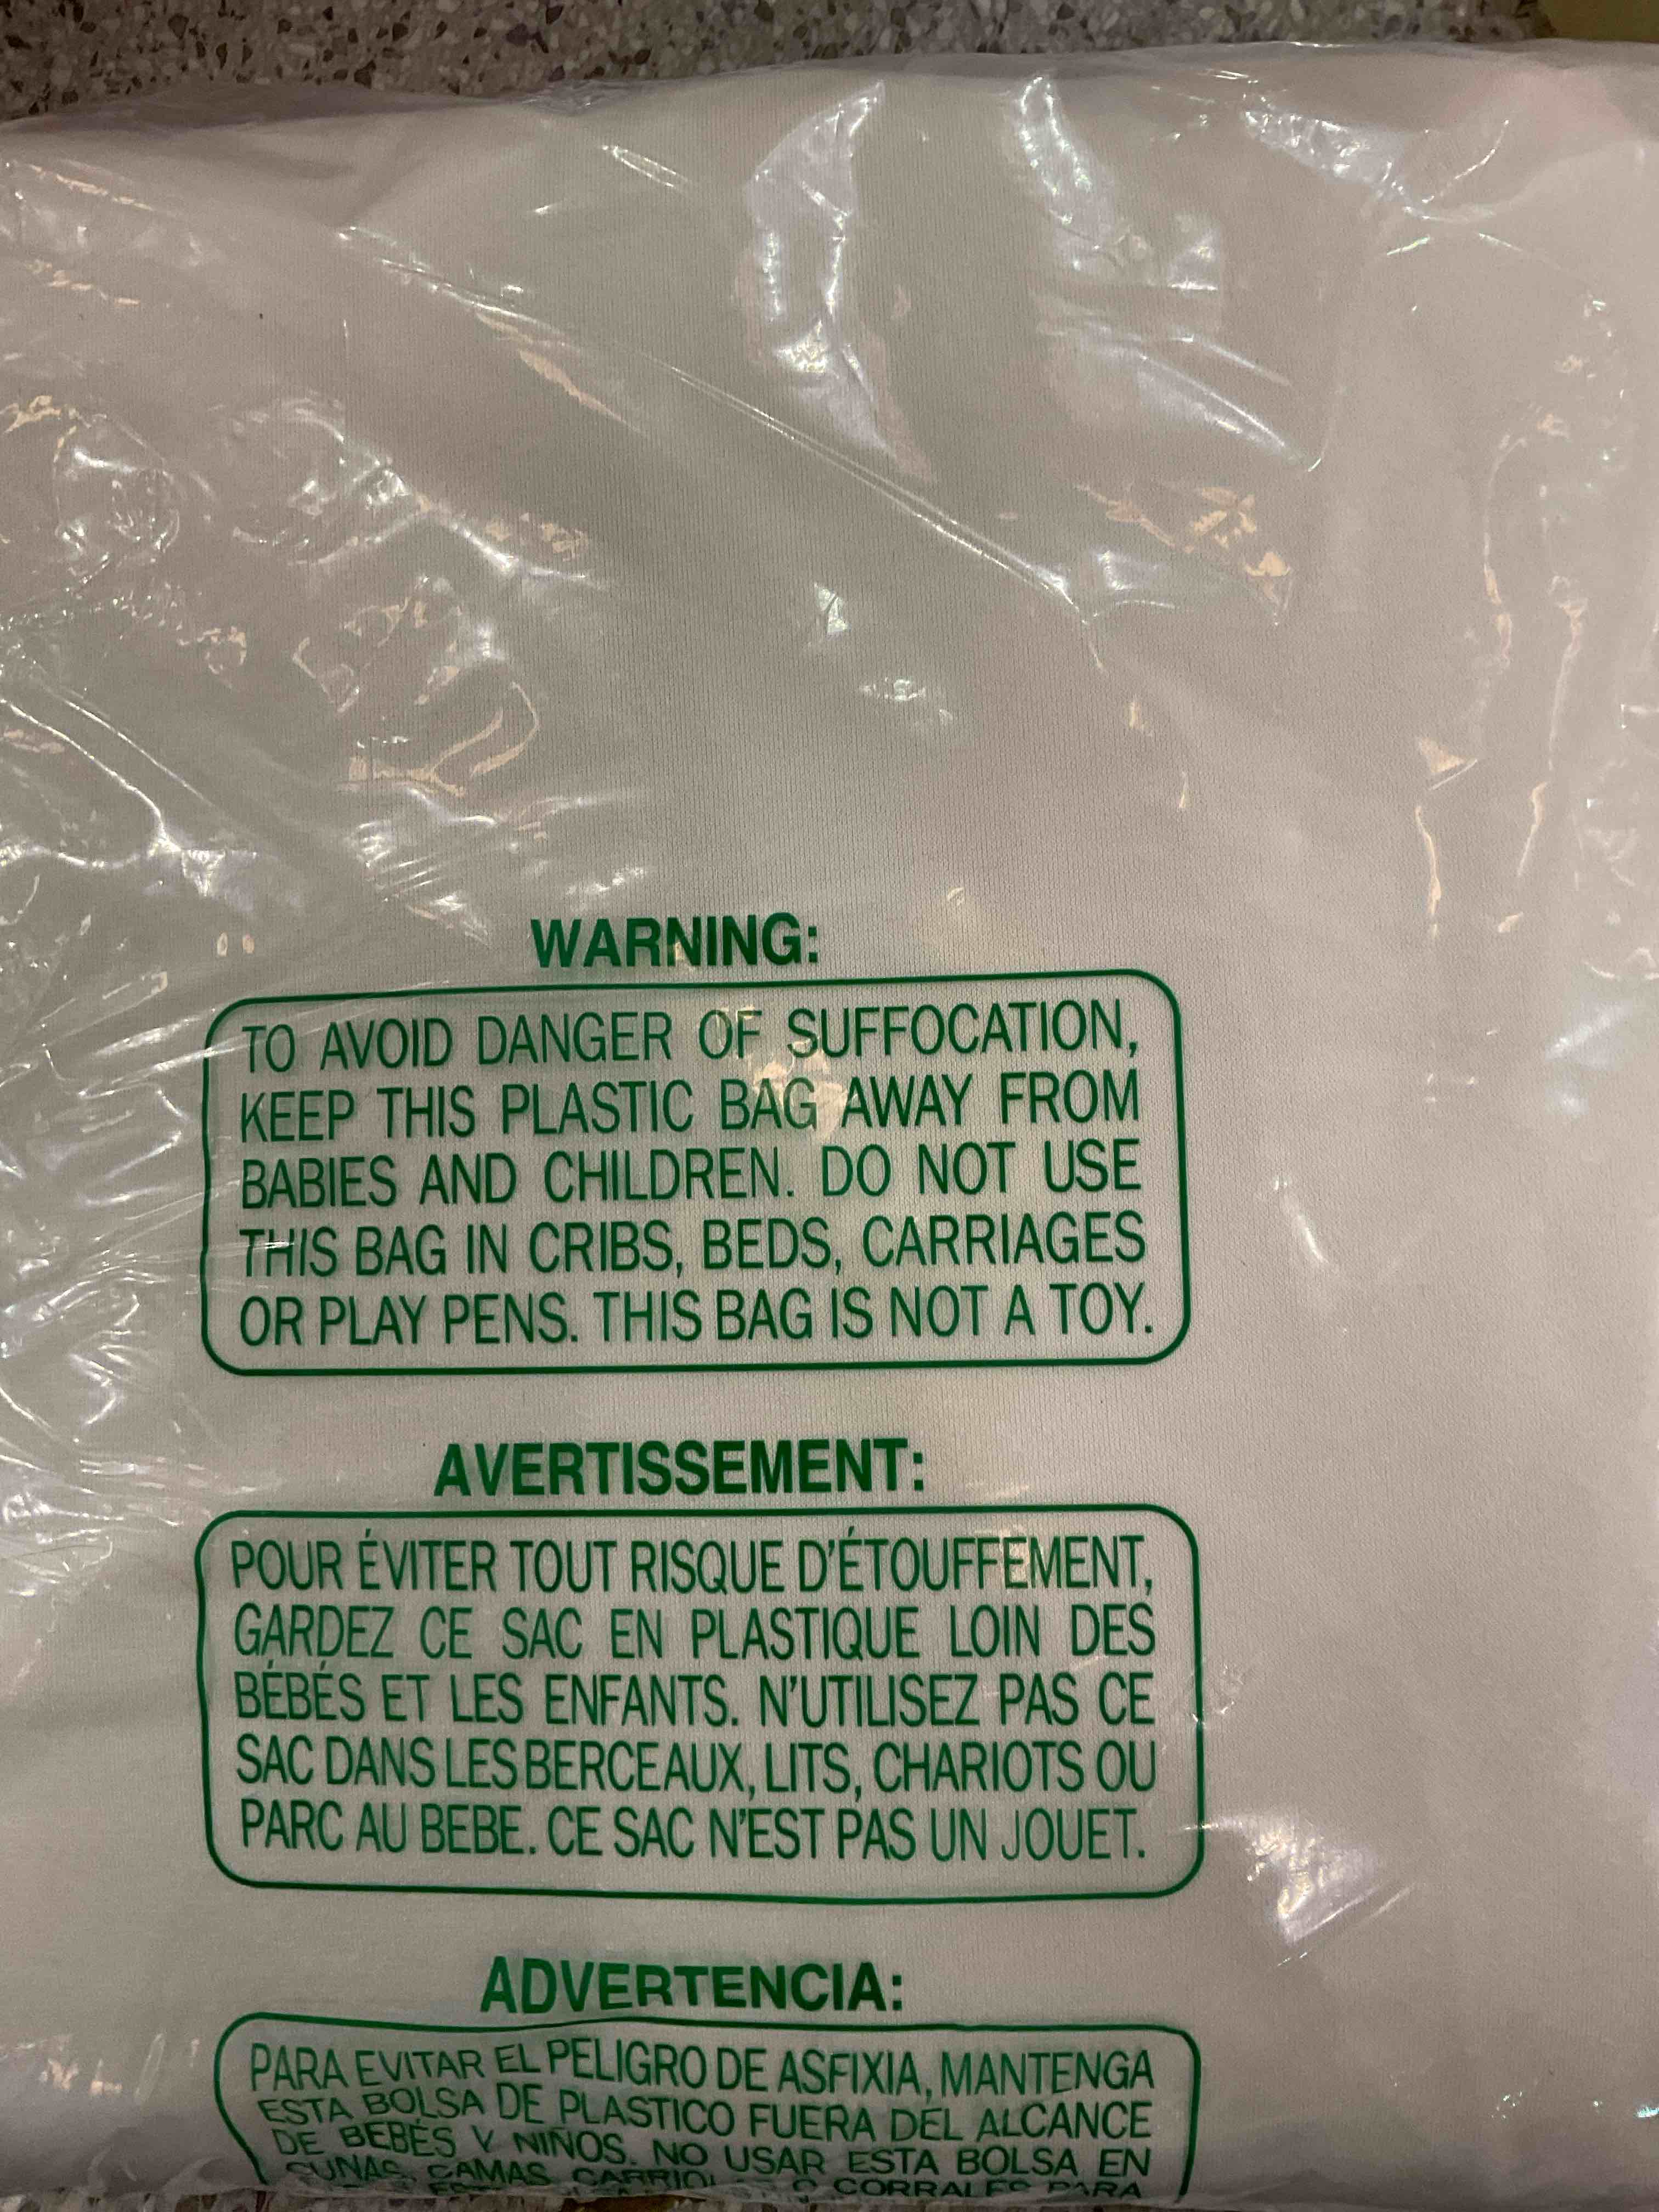 WARNING:
TO AVOID DANGER OF SUFFOCATION,
KEEP THIS PLASTIC BAG AWAY FROM
BABIES AND CHILDREN. DO NOT USE
THIS BAG IN CRIBS, BEDS, CARRIAGES
OR PLAY PENS. THIS BAG IS NOT A TOY.
AVERTISSEMENT:
POUR ÉVITER TOUT RISQUE D'ÉTOUFFEMENT,
GARDEZ CE SAC EN PLASTIQUE LOIN DES
BÉBÉS ET LES ENFANTS. N'UTILISEZ PAS CE
SAC DANS LES BERCEAUX, LITS, CHARIOTS OU
PARC AU BEBE. CE SAC N'EST PAS UN JOUET.
ADVERTENCIA:
PARA EVITAR EL PELIGRO DE ASFIXIA, MANTENGA
ESTA BOLSA DE PLASTICO FUERA DEL ALCANCE
DE BEBÉS Y NIÑOS. NO USAR ESTA BOLSA EN
CUNAS, CAMAS, O CORRALES PARA